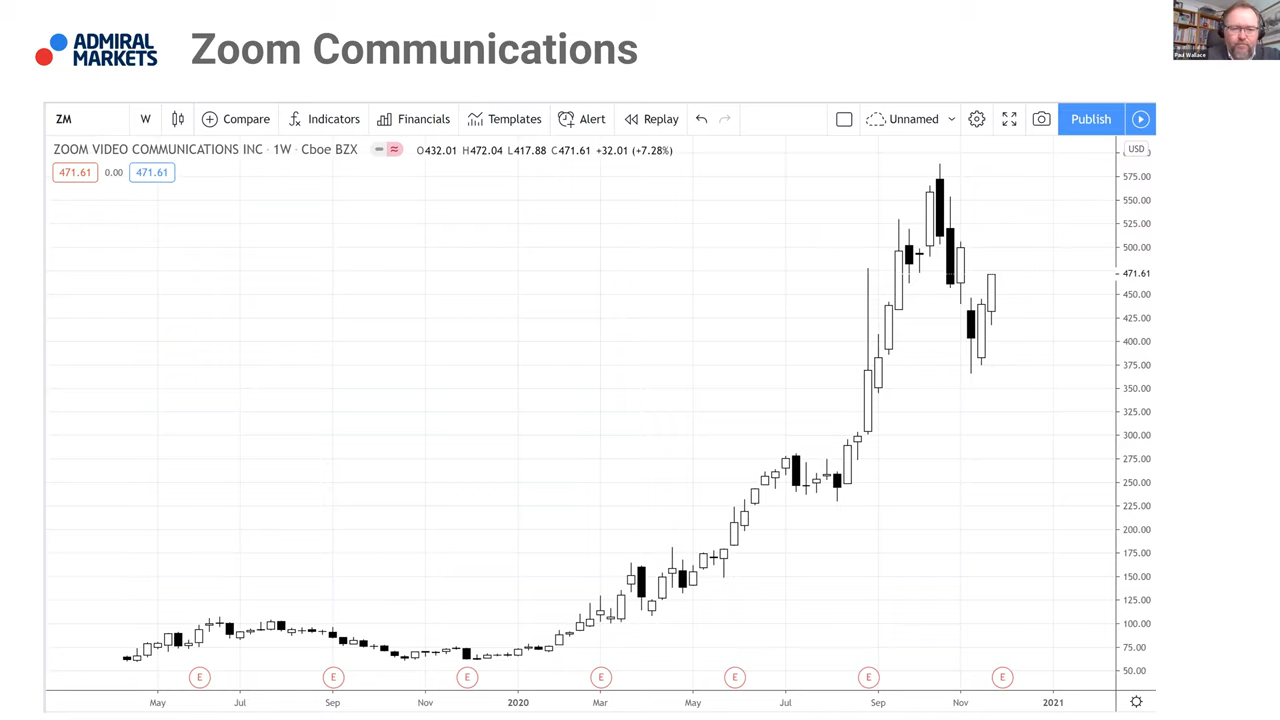 ADMIRAL
MARKETS
Zoom Communications
Paul Wallace
ZM W Compare Indicators Financials Templates Alert Replay Unnamed Publish
ZOOM VIDEO COMMUNICATIONS INC · 1W · Cboe BZX O432.01 H472.04 L417.88 C471.61 +32.01 (+7.28%) USD
471.61 0.00 471.61
575.00
550.00
525.00
500.00
471.61
450.00
425.00
400.00
375.00
350.00
325.00
300.00
275.00
250.00
225.00
200.00
175.00
150.00
125.00
100.00
75.00
50.00
E E E E E E E
May Jul Sep Nov 2020 Mar May Jul Sep Nov 2021